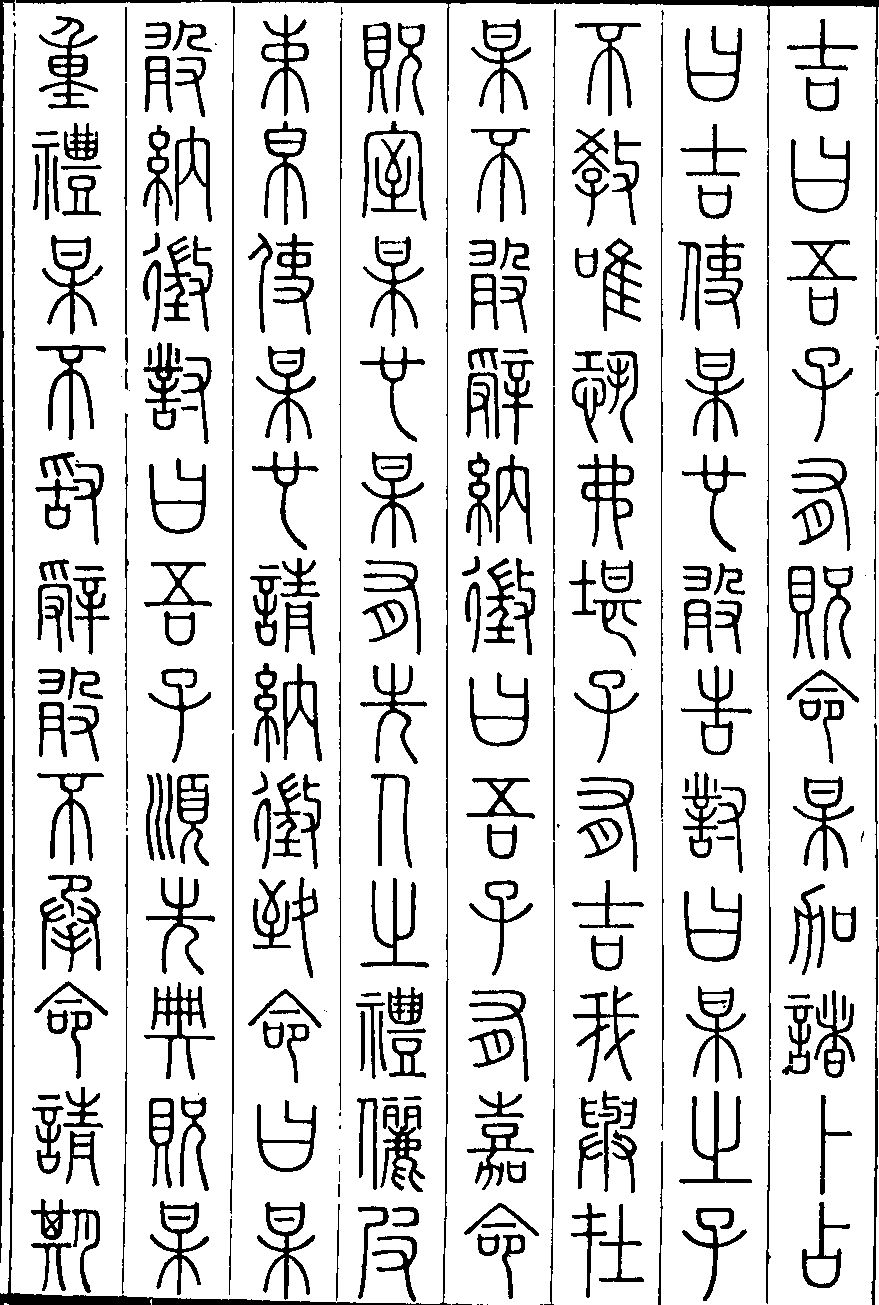 吉曰吾子有貺命某加諸卜占
曰吉使某也敢告對曰某之子
不教唯恐弗堪子有吉我與在
某不敢辭納徵曰吾子有嘉命
貺室某也某有先人之禮儷皮
束帛使某也請納徵致命曰某
敢納徵對曰吾子順先典貺某
重禮某不敢辭敢不承命請期